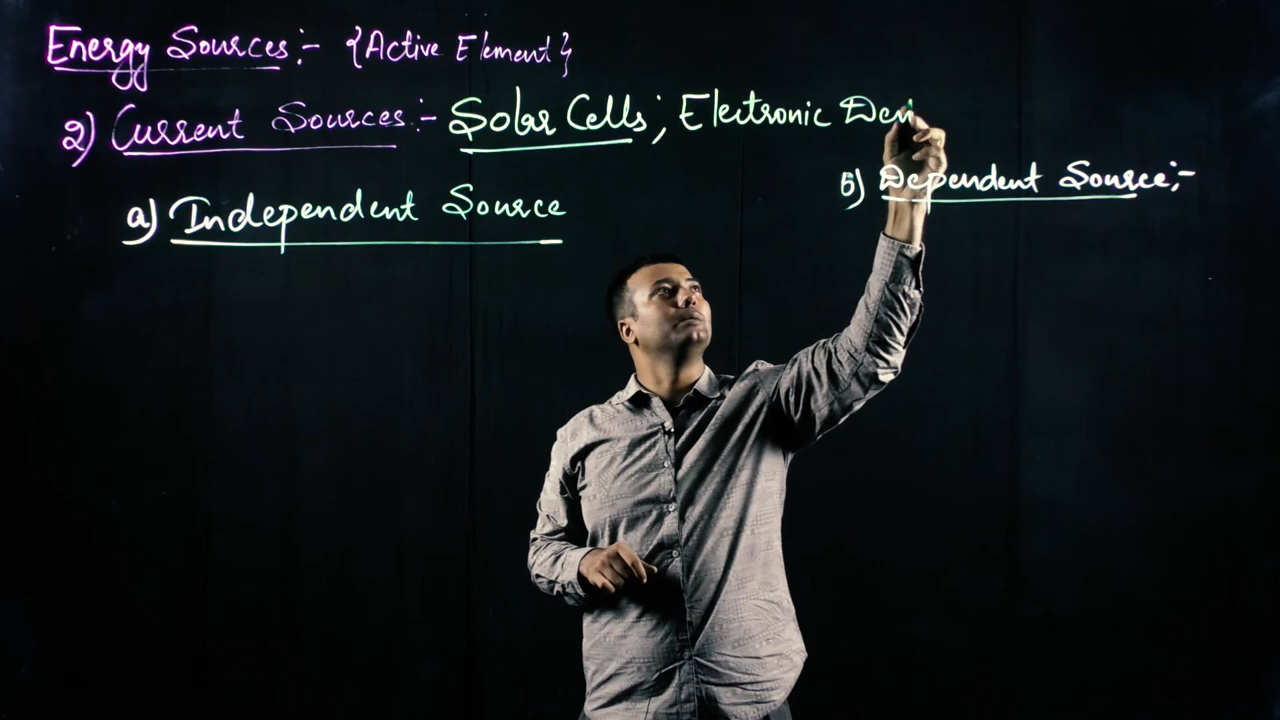 Energy Sources:- {Active Element}
2) Current Sources:- Solar Cells; Electronic
a) Independent Source
b) Dependent Source:-